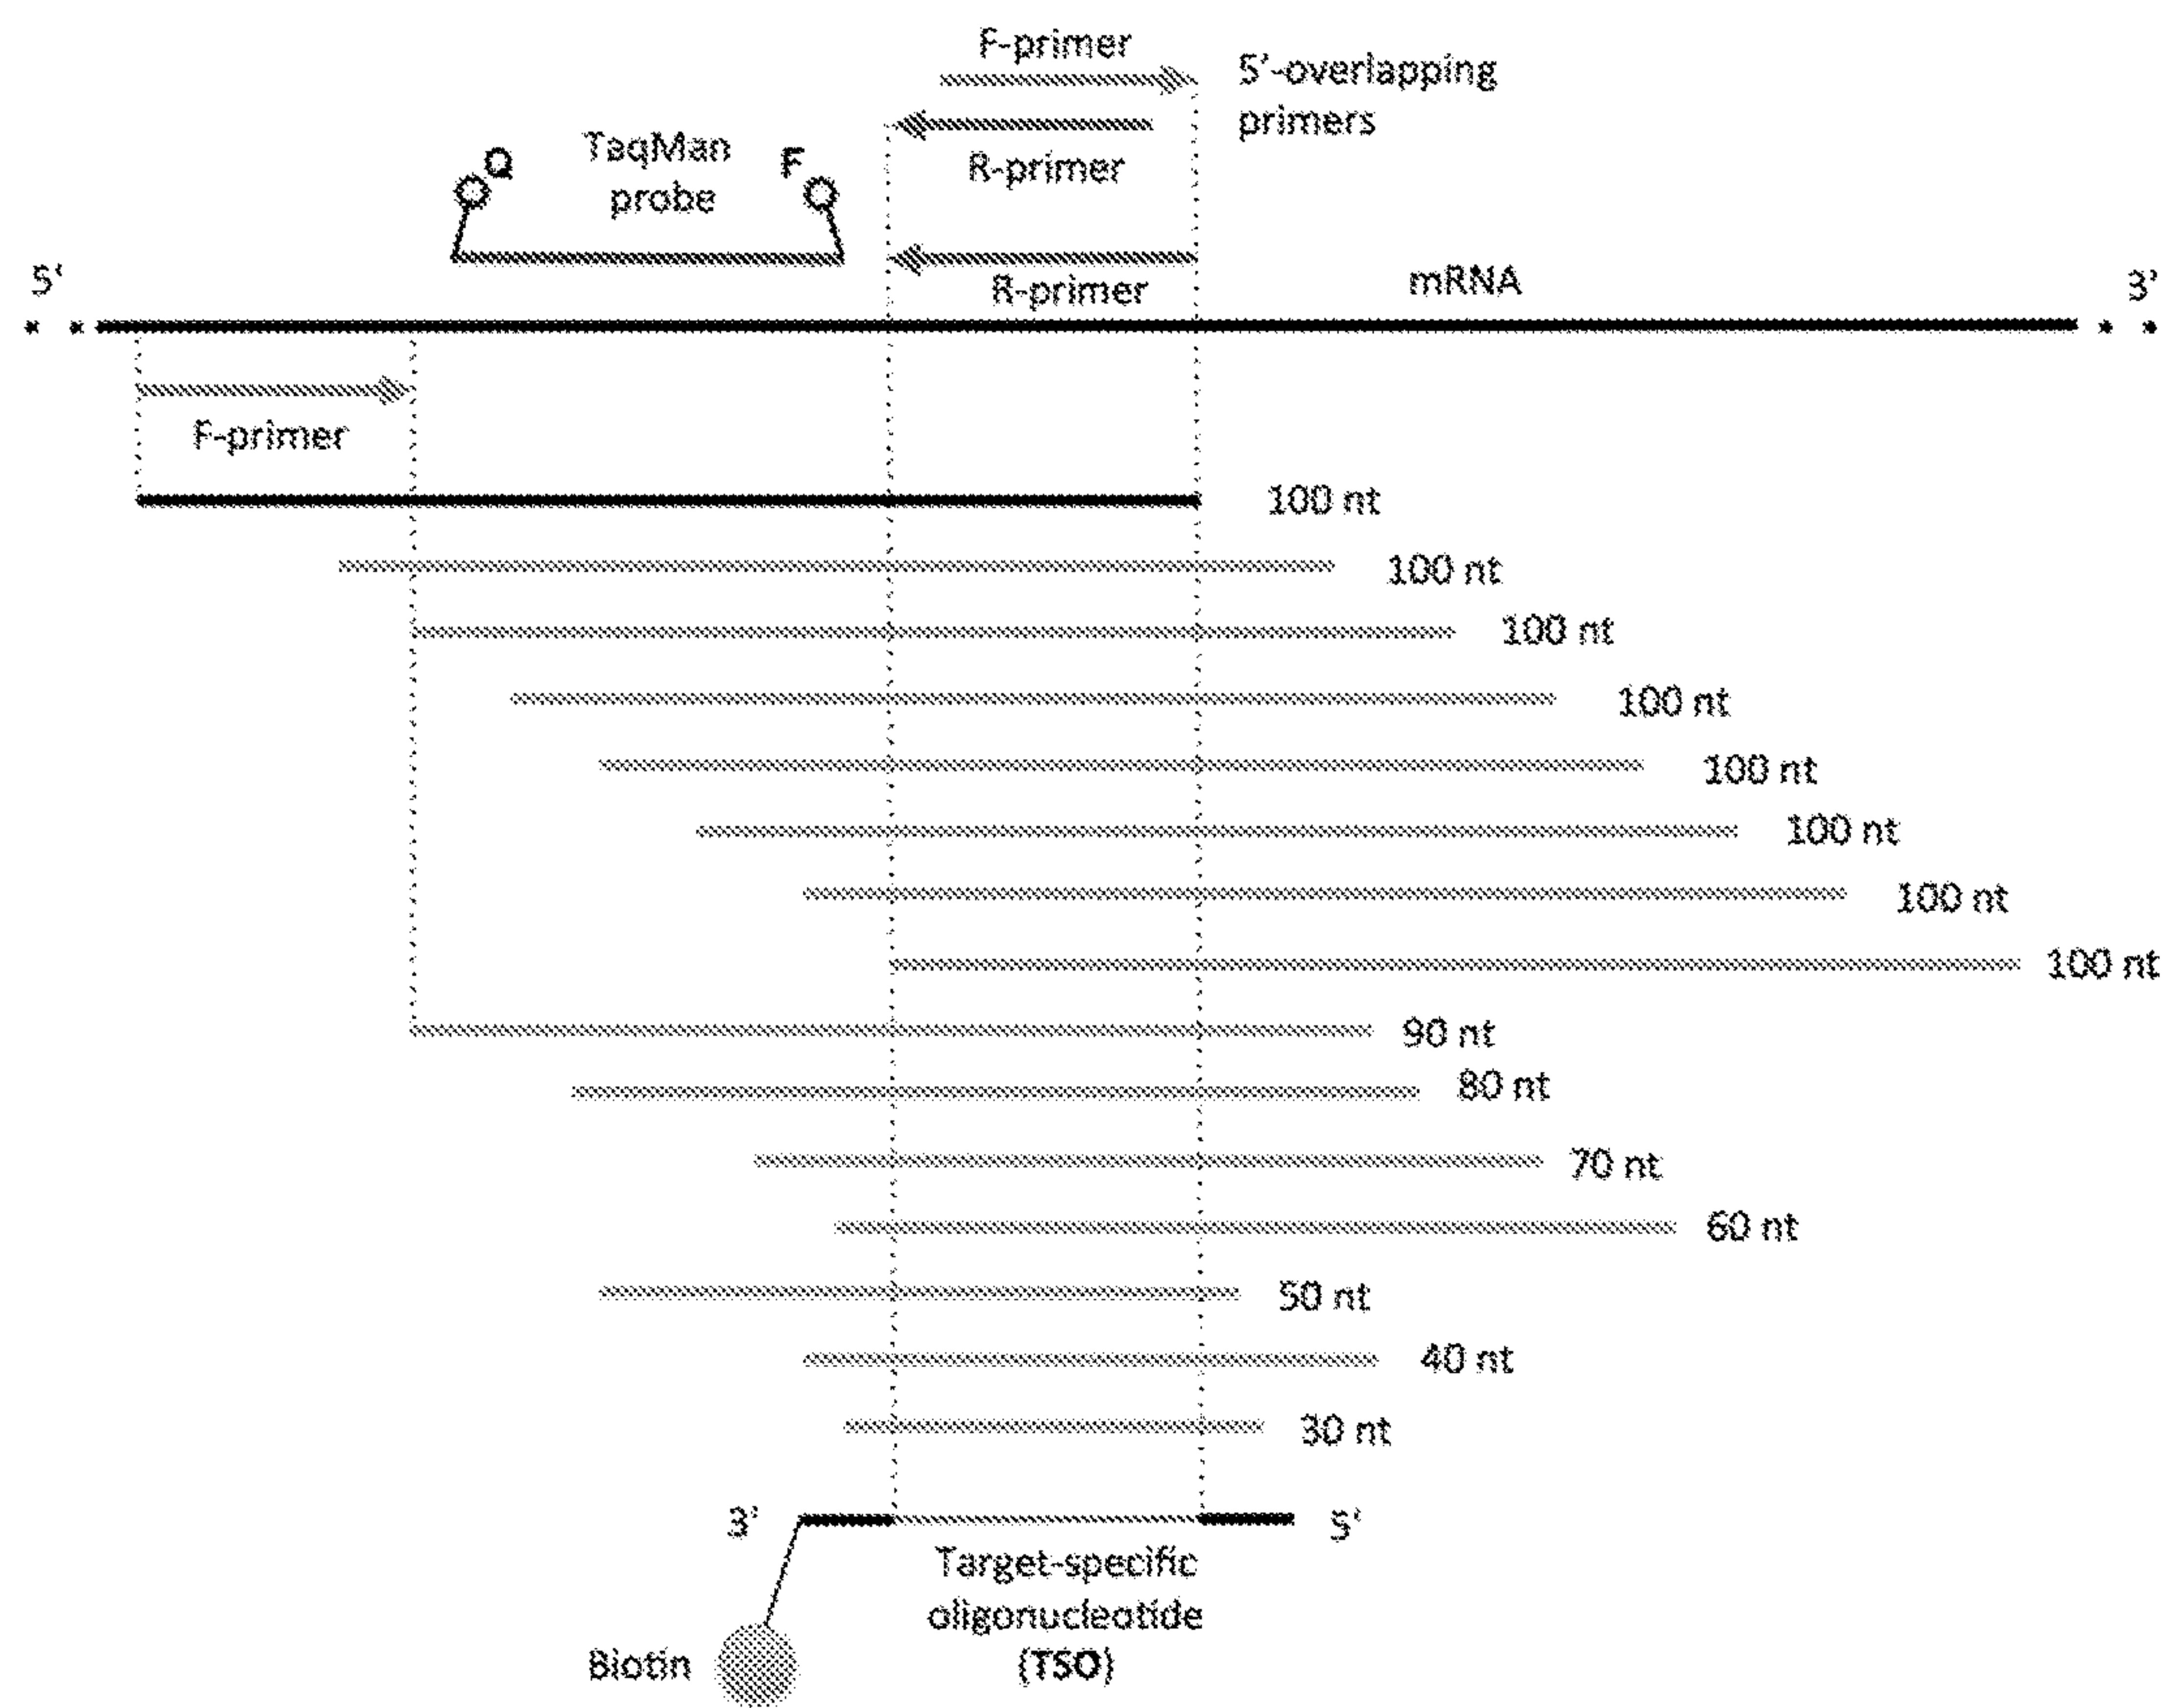 F-primer
5'-overlapping
primers
R-primer
TaqMan
probe
Q
F
R-primer
5'
mRNA
3'
F-primer
100 nt
100 nt
100 nt
100 nt
100 nt
100 nt
100 nt
100 nt
90 nt
80 nt
70 nt
60 nt
50 nt
40 nt
30 nt
3'
5'
Target-specific
oligonucleotide
(TSO)
Biotin